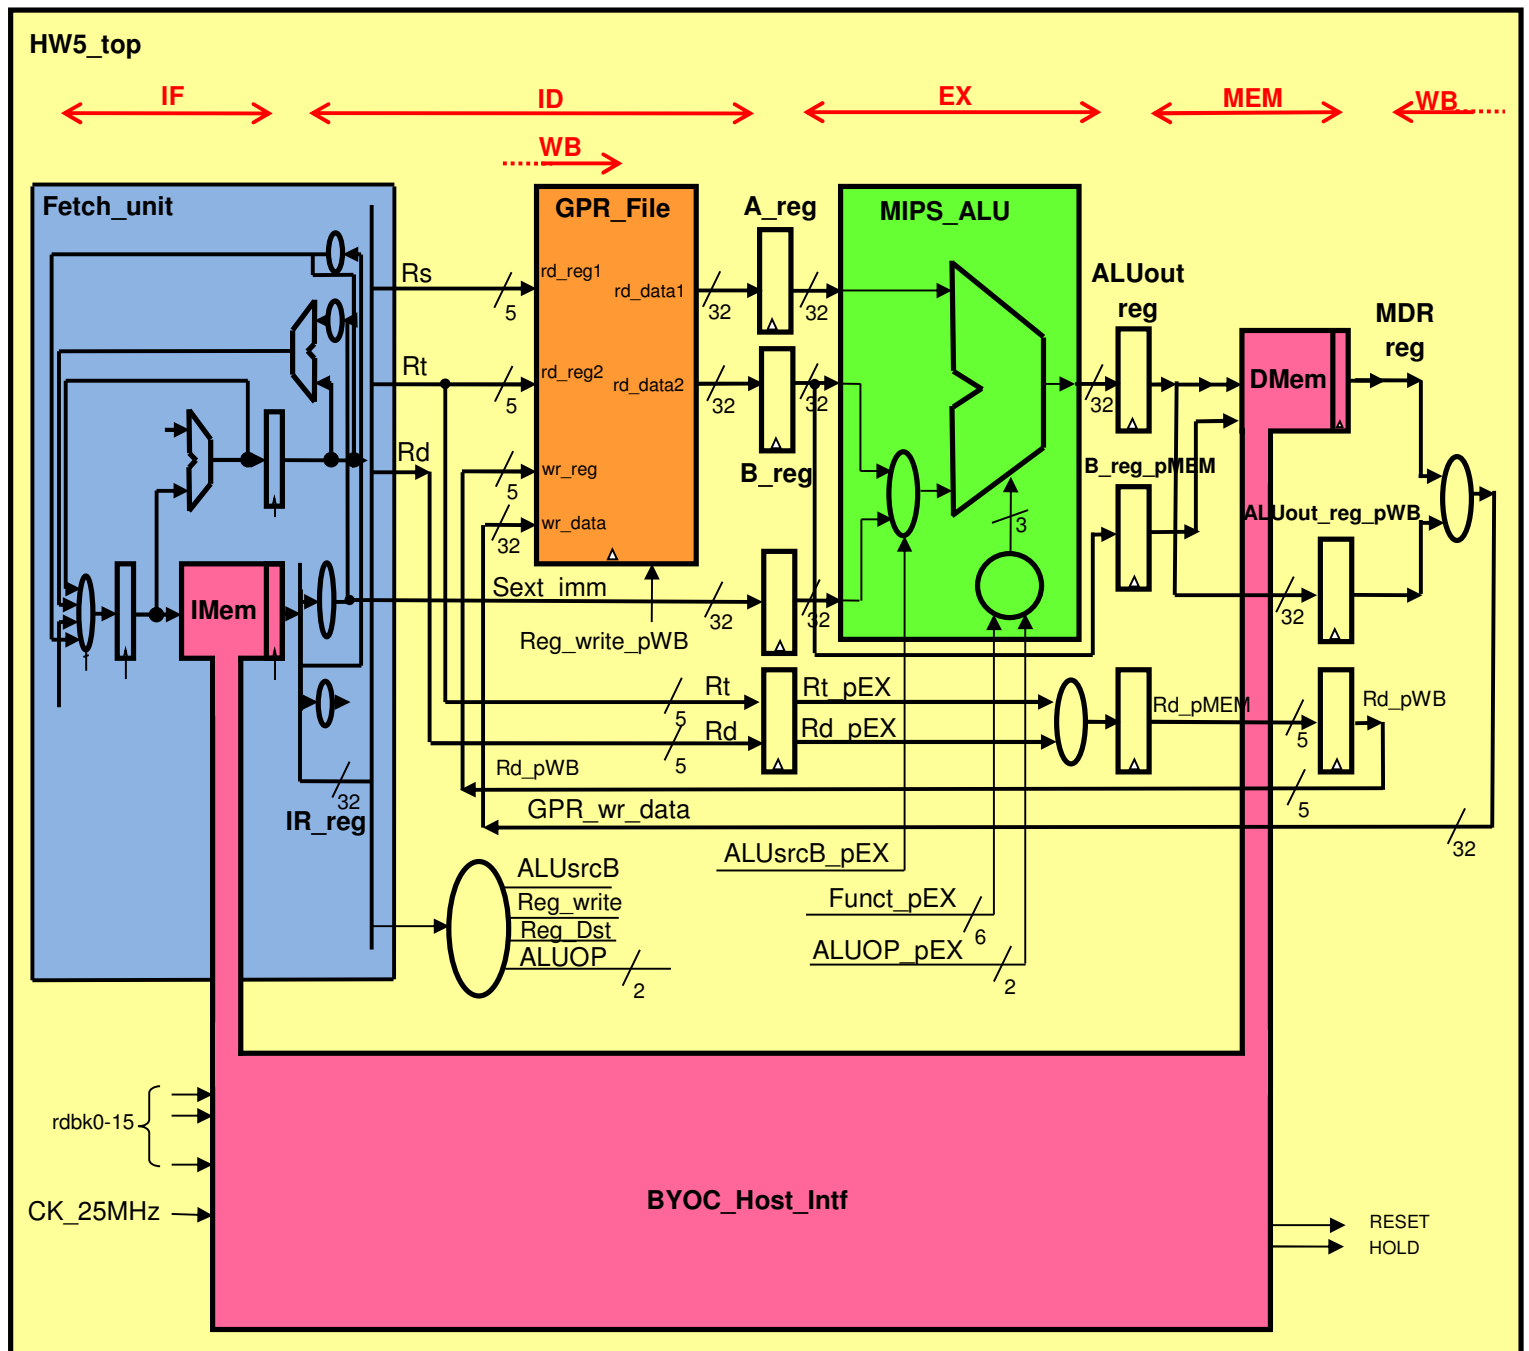 HW5_top
IF
ID
EX
MEM
WB
WB
Fetch_unit
GPR_File
A_reg
MIPS_ALU
Rs
rd_reg1
rd_data1
5
32
32
ALUout
reg
MDR
reg
Rt
rd_reg2
rd_data2
5
32
32
32
DMem
Rd
wr_reg
B_reg
B_reg_pMEM
5
wr_data
32
3
ALUout_reg_pWB
IMem
Sext_imm
32
32
32
Reg_write_pWB
Rt
Rt_pEX
5
Rd_pMEM
Rd_pWB
Rd
Rd_pEX
5
5
Rd_pWB
32
IR_reg
GPR_wr_data
5
32
ALUsrcB
ALUsrcB_pEX
Reg_write
Funct_pEX
6
Reg_Dst
ALUOP
2
ALUOP_pEX
2
rdbk0-15
CK_25MHz
BYOC_Host_Intf
RESET
HOLD